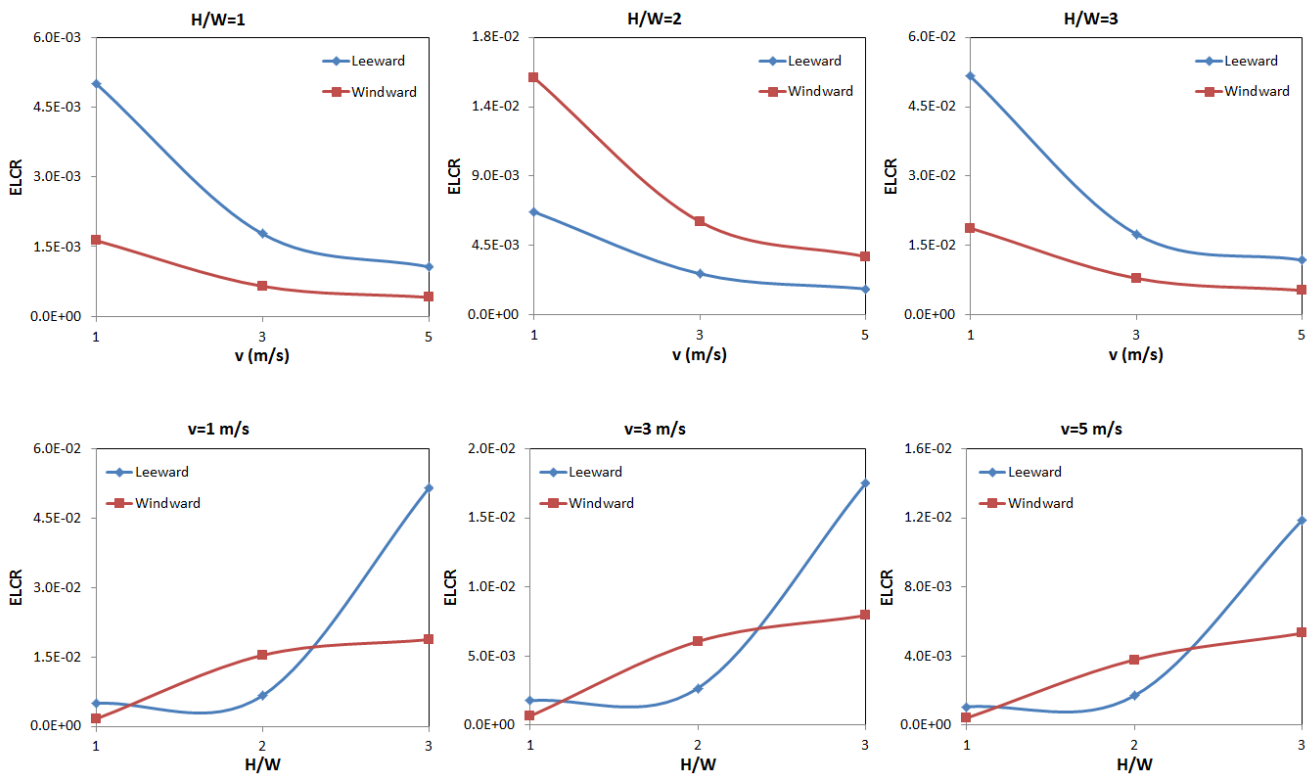 H/W=1
6.0E-03
4.5E-03
3.0E-03
1.5E-03
0.0E+00
ELCR
Leeward
Windward
1 3 5
v (m/s)
H/W=2
1.8E-02
1.4E-02
9.0E-03
4.5E-03
0.0E+00
ELCR
Leeward
Windward
1 3 5
v (m/s)
H/W=3
6.0E-02
4.5E-02
3.0E-02
1.5E-02
0.0E+00
ELCR
Leeward
Windward
1 3 5
v (m/s)
v=1 m/s
6.0E-02
4.5E-02
3.0E-02
1.5E-02
0.0E+00
ELCR
Leeward
Windward
1 2 3
H/W
v=3 m/s
2.0E-02
1.5E-02
1.0E-02
5.0E-03
0.0E+00
ELCR
Leeward
Windward
1 2 3
H/W
v=5 m/s
1.6E-02
1.2E-02
8.0E-03
4.0E-03
0.0E+00
ELCR
Leeward
Windward
1 2 3
H/W